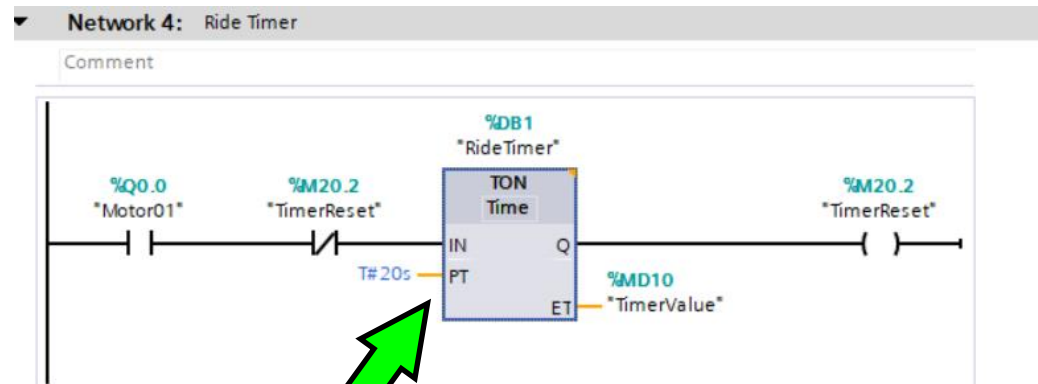 Network 4: Ride Timer
Comment
%DB1
"RideTimer"
%Q0.0 %M20.2 TON %M20.2
"Motor01" "TimerReset" Time "TimerReset"
IN Q
T#20s PT %MD10
ET "TimerValue"